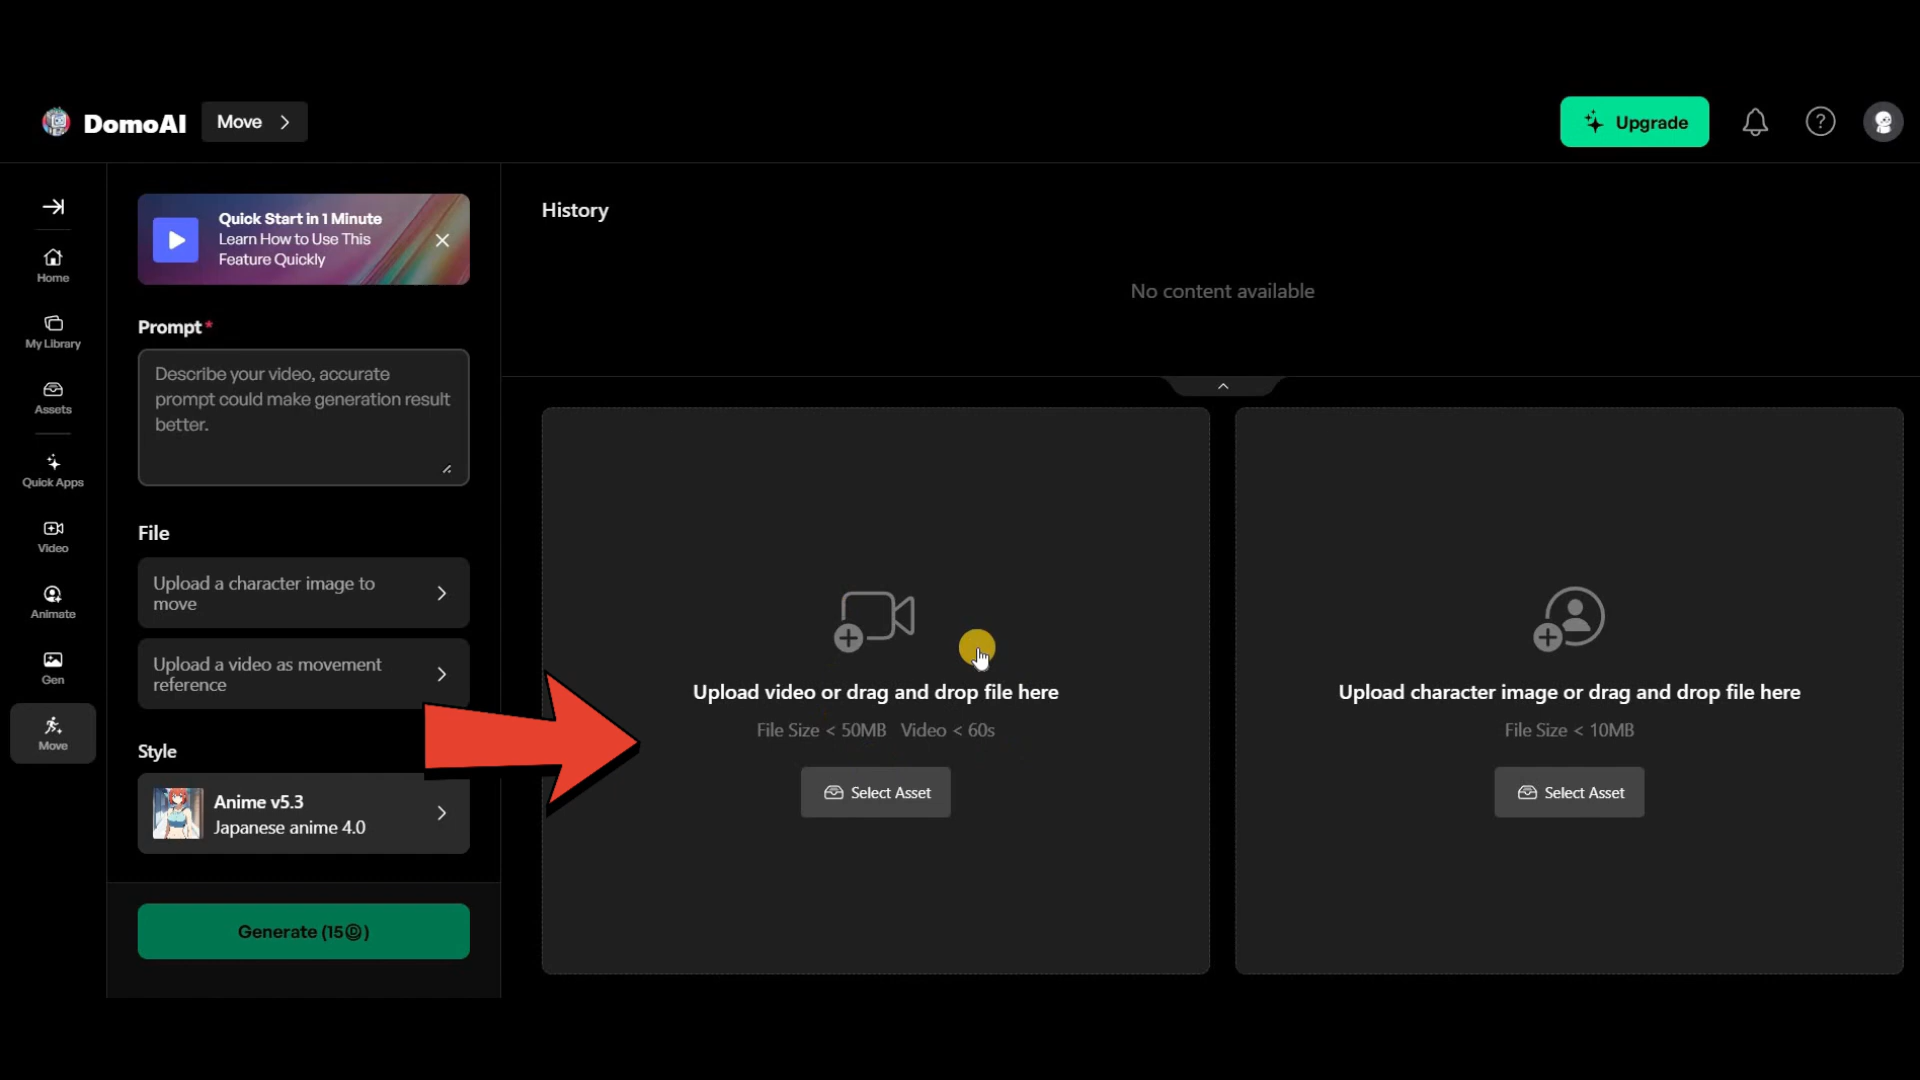 DomoAI
Move
Upgrade
Home
My Library
Assets
Quick Apps
Video
Animate
Gen
Move
Quick Start in 1 Minute
Learn How to Use This
Feature Quickly
Prompt*
Describe your video, accurate
prompt could make generation result
better.
File
Upload a character image to
move
Upload a video as movement
reference
Style
Anime v5.3
Japanese anime 4.0
Generate (15)
History
No content available
Upload video or drag and drop file here
File Size < 50MB Video < 60s
Select Asset
Upload character image or drag and drop file here
File Size < 10MB
Select Asset